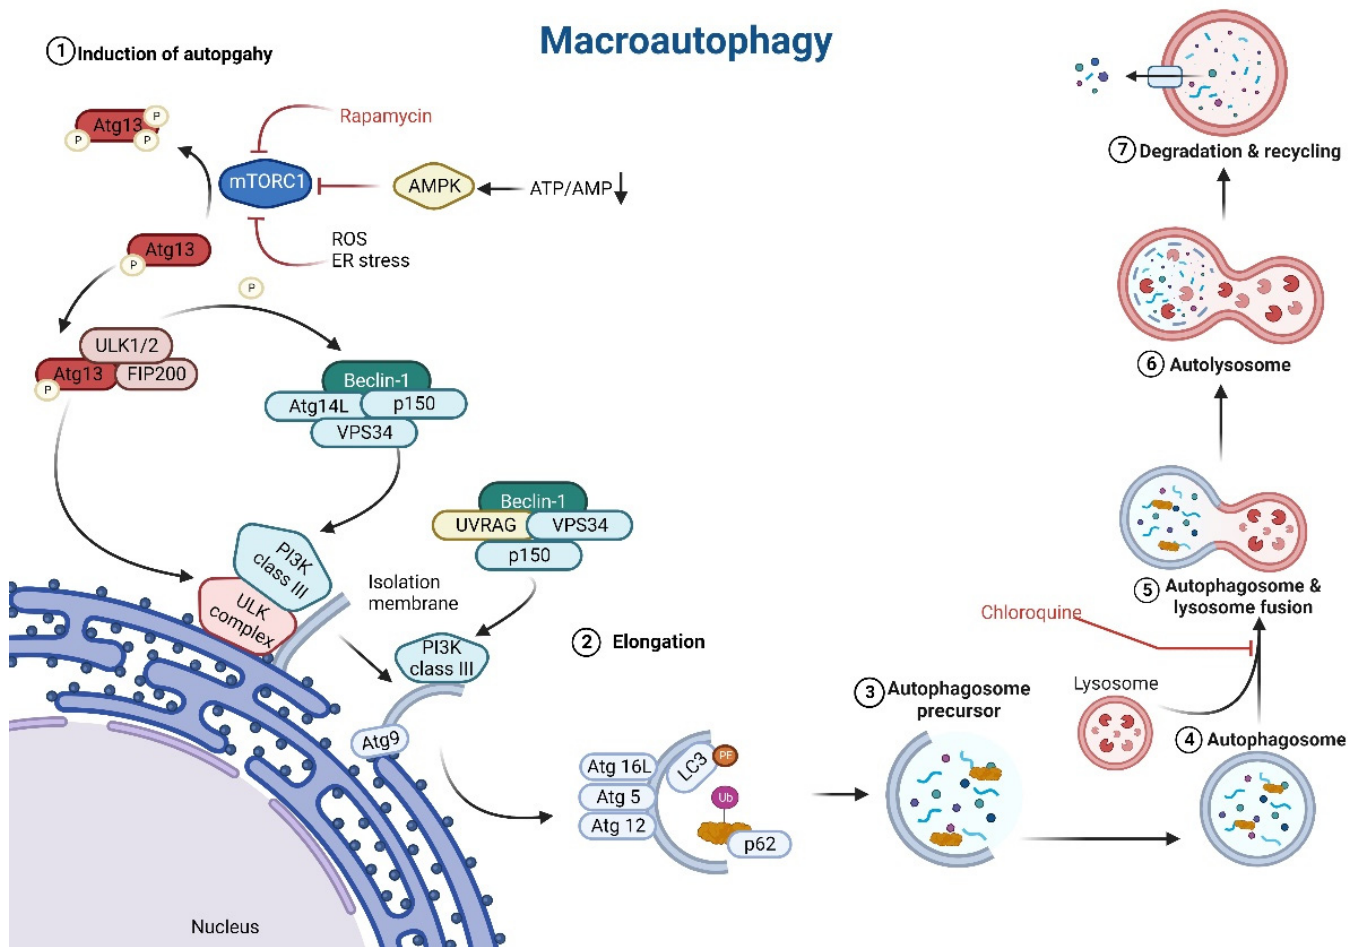 Macroautophagy
1 Induction of autopgahy
Atg13
P
P
P
Rapamycin
mTORC1
AMPK
ATP/AMP
ROS
ER stress
Atg13
P
P
ULK1/2
Atg13
FIP200
P
Beclin-1
Atg14L
p150
VPS34
Beclin-1
UVRAG
VPS34
p150
PI3K
class III
ULK
complex
Isolation
membrane
PI3K
class III
Atg9
Nucleus
2 Elongation
Atg 16L
Atg 5
Atg 12
LC3
PE
Ub
p62
3 Autophagosome
precursor
4 Autophagosome
Lysosome
Chloroquine
5 Autophagosome &
lysosome fusion
6 Autolysosome
7 Degradation & recycling